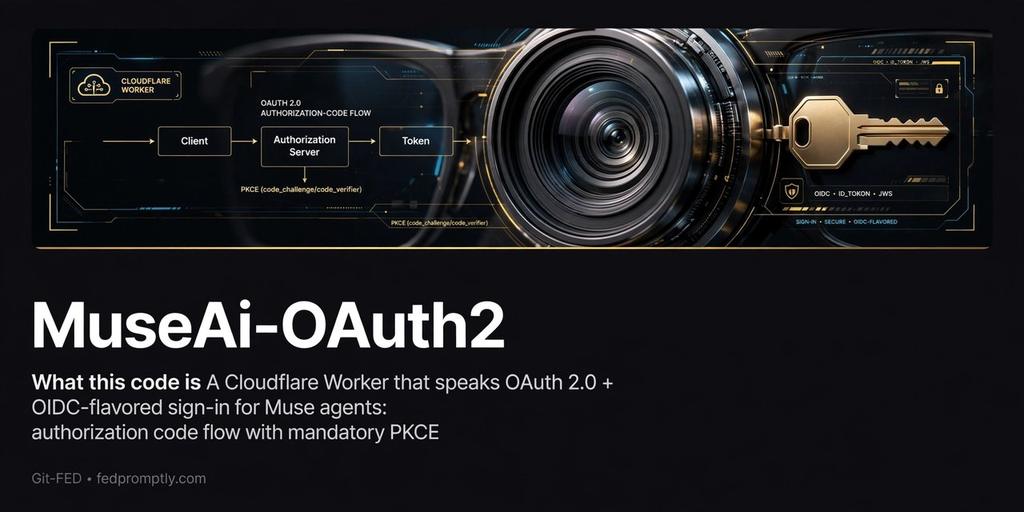 CLOUDFLARE
WORKER
OAUTH 2.0
AUTHORIZATION-CODE FLOW
Client
Authorization
Server
Token
PKCE (code_challenge/code_verifier)
PKCE (code_challenge/code_verifier)
OIDC • ID_TOKEN • JWS
OIDC • ID_TOKON • JWS
SIGN-IN • SECURE • OIDC-FLAVORED
MuseAi-OAuth2
What this code is A Cloudflare Worker that speaks OAuth 2.0 +
OIDC-flavored sign-in for Muse agents:
authorization code flow with mandatory PKCE
Git-FED • fedpromptly.com